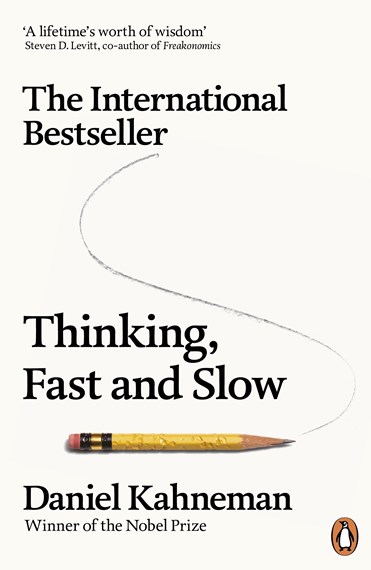 ‘A lifetime’s worth of wisdom’
Steven D. Levitt, co-author of Freakonomics
The International
Bestseller
Thinking,
Fast and Slow
Daniel Kahneman
Winner of the Nobel Prize